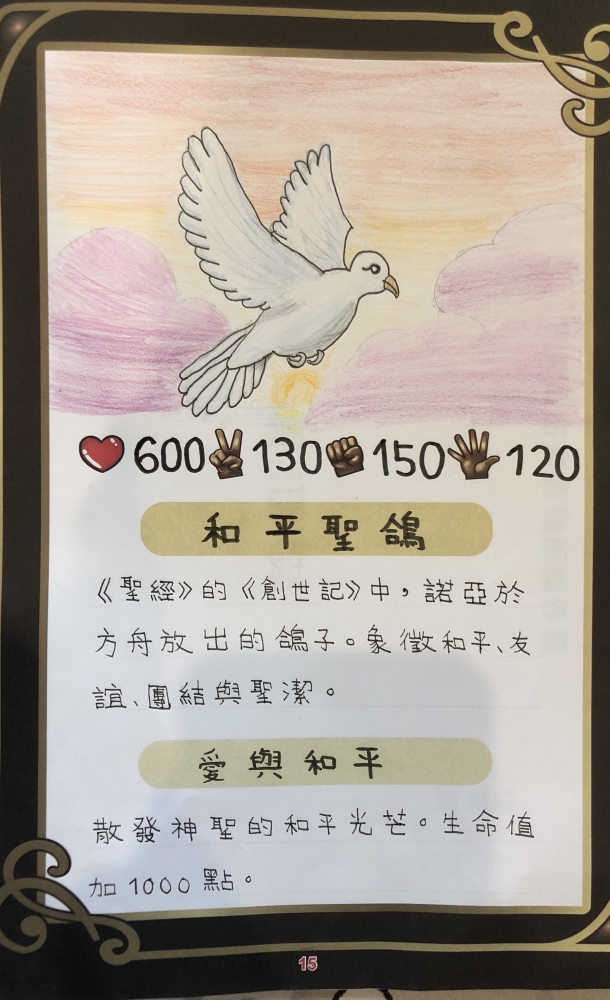 600 130 150 120
和平聖鴿
《聖經》的《創世記》中，諾亞於
方舟放出的鴿子。象徵和平、友
誼、團結與聖潔。
愛與和平
散發神聖的和平光芒。生命值
加1000點。
15